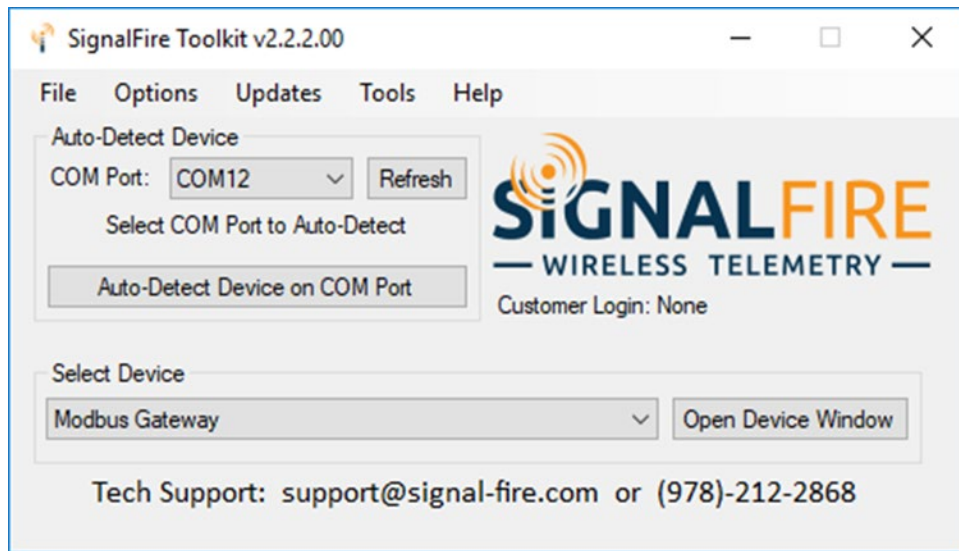 SignalFire Toolkit v2.2.2.00
File Options Updates Tools Help
Auto-Detect Device
COM Port: COM12 Refresh
Select COM Port to Auto-Detect
Auto-Detect Device on COM Port
SIGNALFIRE
WIRELESS TELEMETRY
Customer Login: None
Select Device
Modbus Gateway Open Device Window
Tech Support: support@signal-fire.com or (978)-212-2868